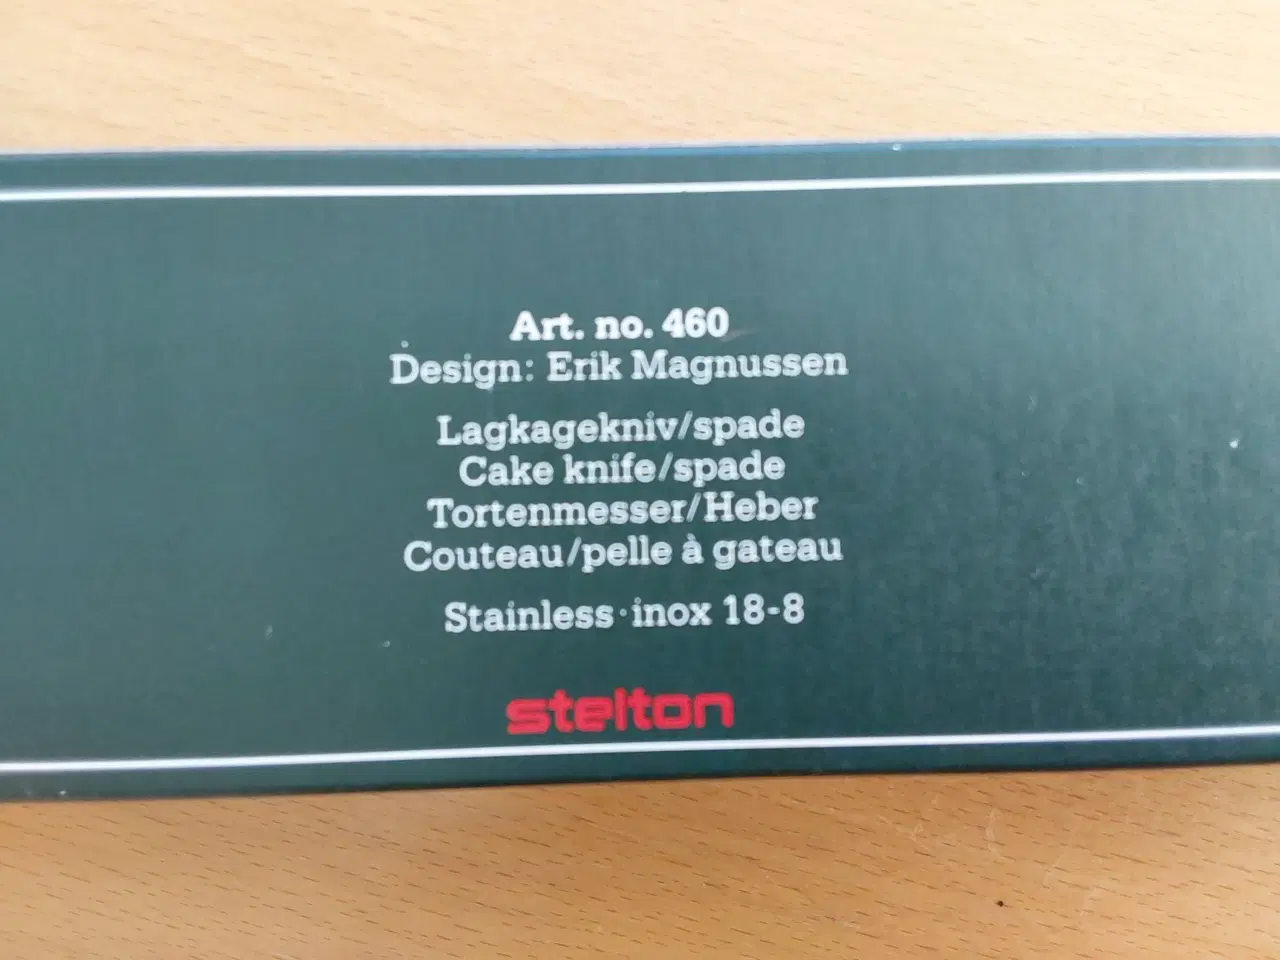 Art. no. 460
Design: Erik Magnussen
Lagkagekniv/spade
Cake knife/spade
Tortenmesser/Heber
Couteau/pelle à gateau
Stainless·inox 18-8
stelton